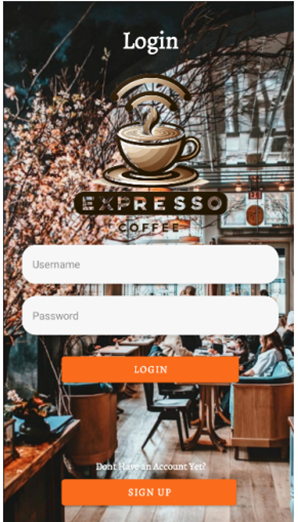 Login
EXPRESSO
COFFEE
Username
Password
LOGIN
Dont Have an Account Yet?
SIGN UP